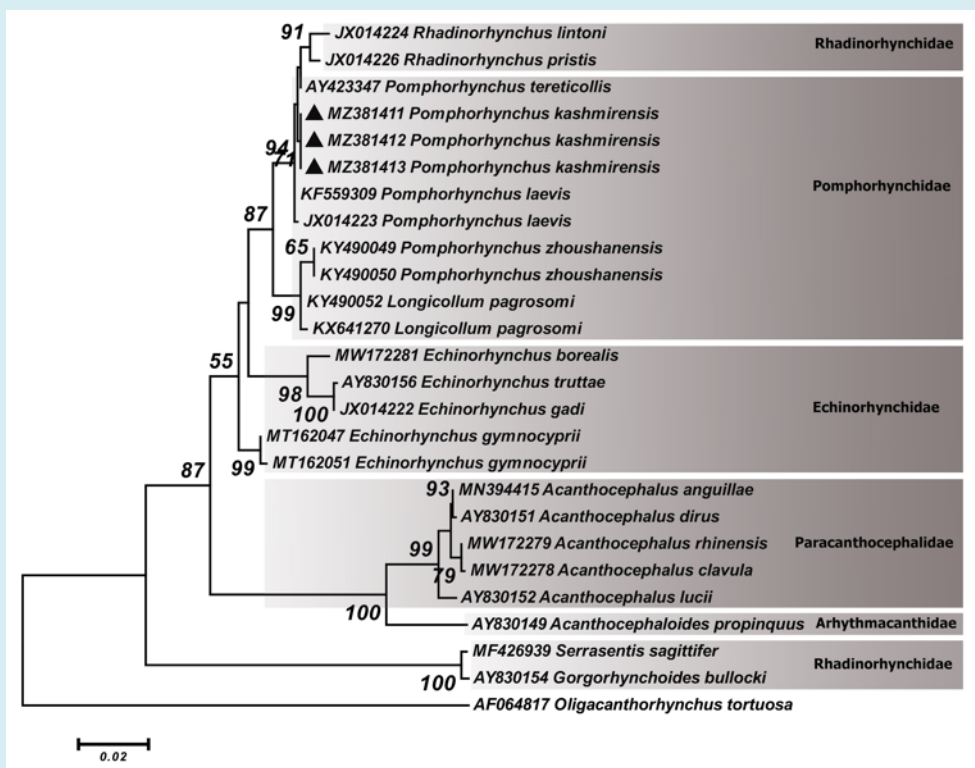 91
JX014224 Rhadinorhynchus lintoni
Rhadinorhynchidae
JX014226 Rhadinorhynchus pristis
AY423347 Pomphorhynchus tereticollis
MZ381411 Pomphorhynchus kashmirensis
MZ381412 Pomphorhynchus kashmirensis
94
71
MZ381413 Pomphorhynchus kashmirensis
Pomphorhynchidae
KF559309 Pomphorhynchus laevis
87
JX014223 Pomphorhynchus laevis
65
KY490049 Pomphorhynchus zhoushanensis
KY490050 Pomphorhynchus zhoushanensis
KY490052 Longicollum pagrosomi
99
KX641270 Longicollum pagrosomi
55
MW172281 Echinorhynchus borealis
AY830156 Echinorhynchus truttae
98
100
JX014222 Echinorhynchus gadi
Echinorhynchidae
MT162047 Echinorhynchus gymnocyprii
87
99
MT162051 Echinorhynchus gymnocyprii
93
MN394415 Acanthocephalus anguillae
AY830151 Acanthocephalus dirus
99
MW172279 Acanthocephalus rhinensis
Paracanthocephalidae
79
MW172278 Acanthocephalus clavula
AY830152 Acanthocephalus lucii
100
AY830149 Acanthocephaloides propinquus
Arhythmacanthidae
MF426939 Serrasentis sagittifer
Rhadinorhynchidae
100
AY830154 Gorgorhynchoides bullocki
AF064817 Oligacanthorhynchus tortuosa
0.02